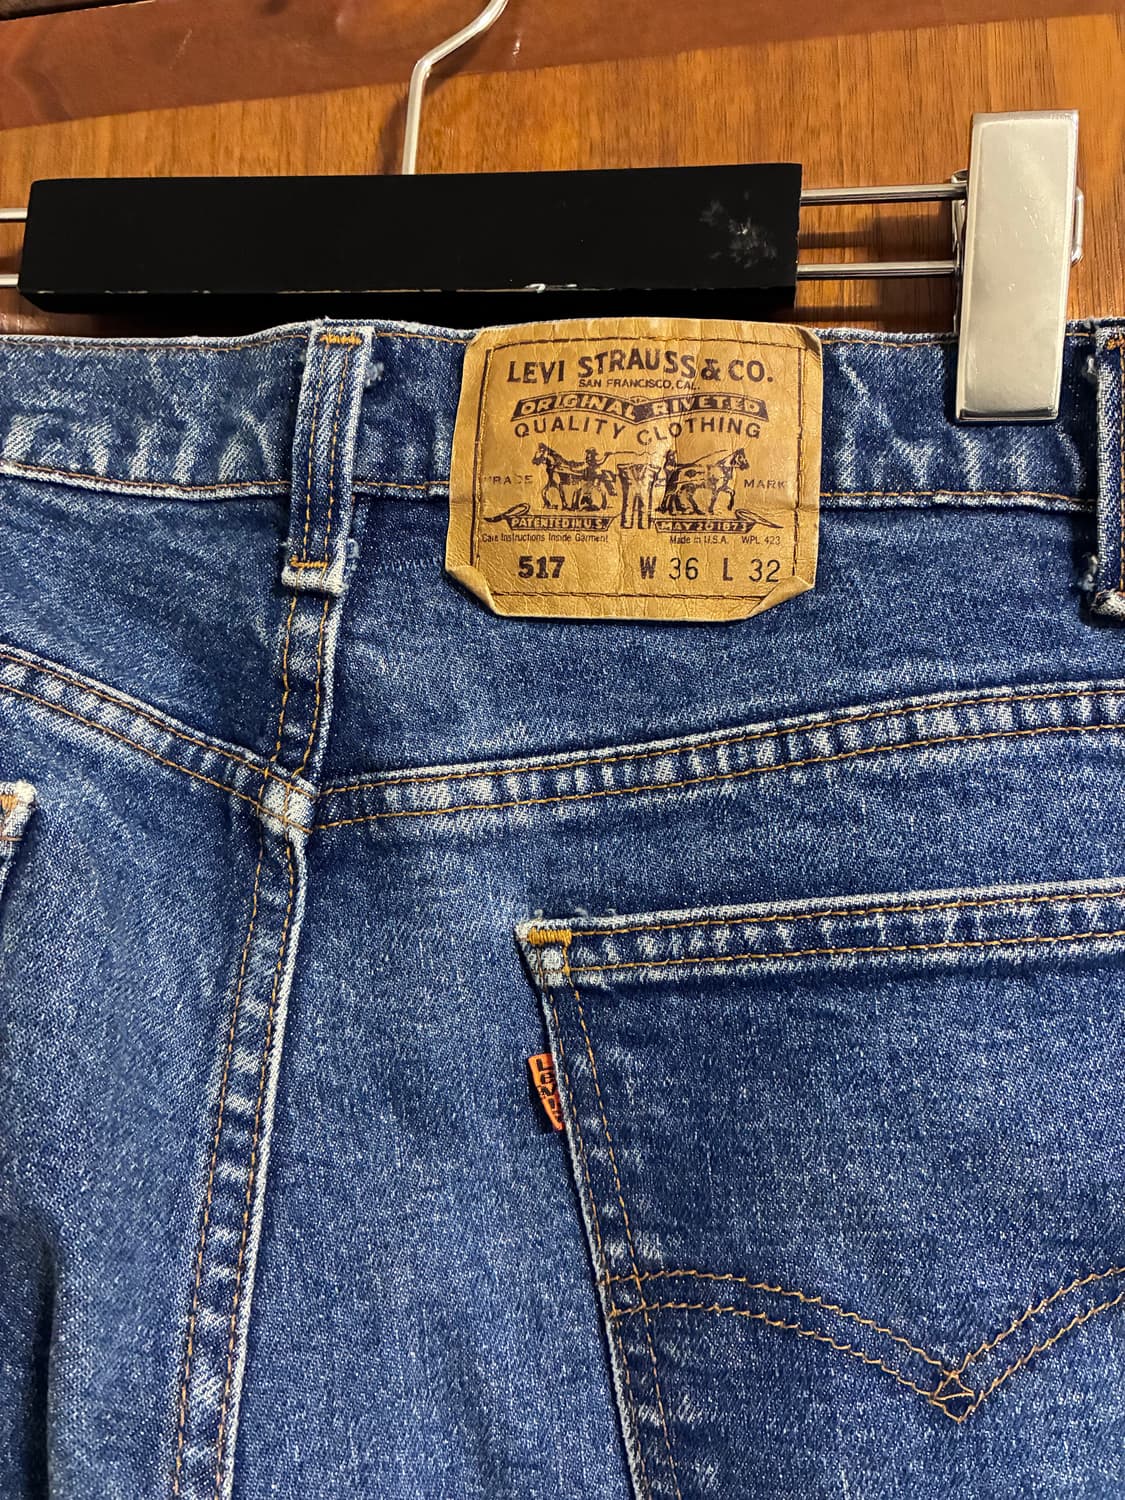 LEVI STRAUSS & CO.
SAN FRANCISCO, CAL.
ORIGINAL RIVETED
QUALITY CLOTHING
RADE MARK
PATENTED IN U.S. MAY 20 1873
Care Instructions Inside Garment Made in U.S.A. WPL 423
517 W 36 L 32
LEVI